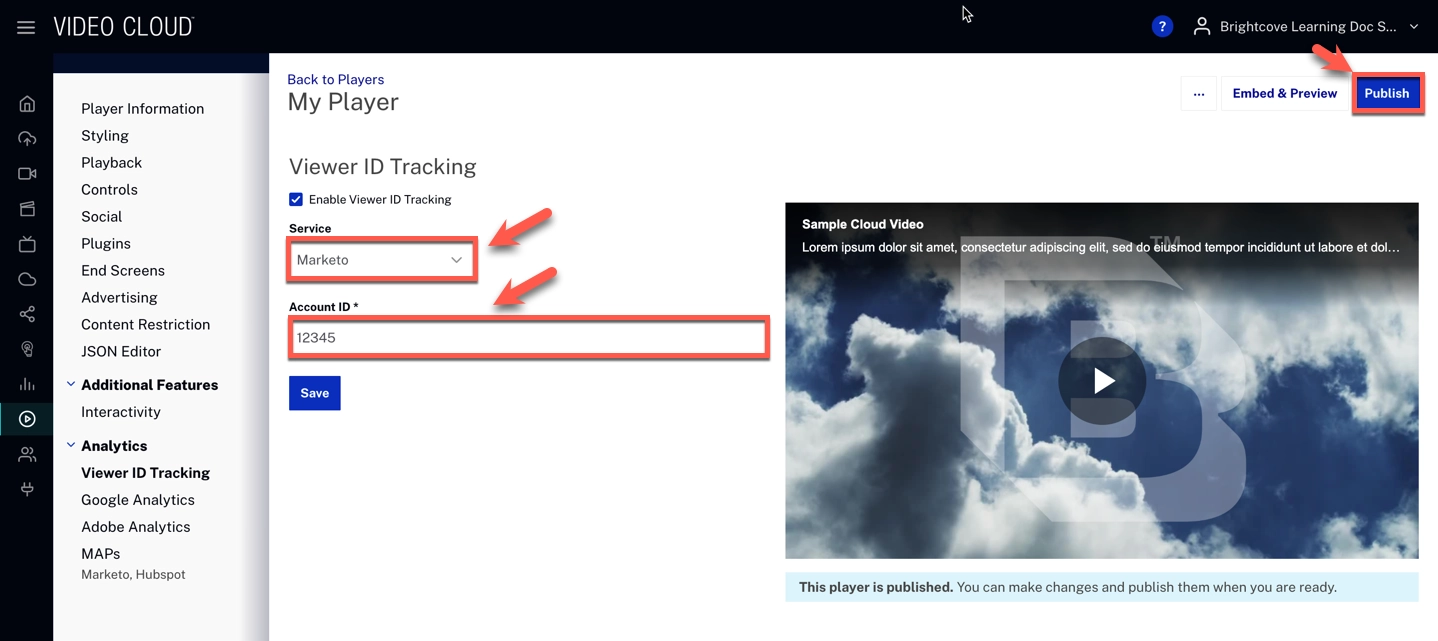 VIDEO CLOUD
?
Brightcove Learning Doc S...
Player Information
Styling
Playback
Controls
Social
Plugins
End Screens
Advertising
Content Restriction
JSON Editor
Additional Features
Interactivity
Analytics
Viewer ID Tracking
Google Analytics
Adobe Analytics
MAPs
Marketo, Hubspot
Back to Players
My Player
...
Embed & Preview
Publish
Viewer ID Tracking
Enable Viewer ID Tracking
Service
Marketo
Account ID *
12345
Save
Sample Cloud Video
Lorem ipsum dolor sit amet, consectetur adipiscing elit, sed do eiusmod tempor incididunt ut labore et dol...
B
TM
This player is published. You can make changes and publish them when you are ready.